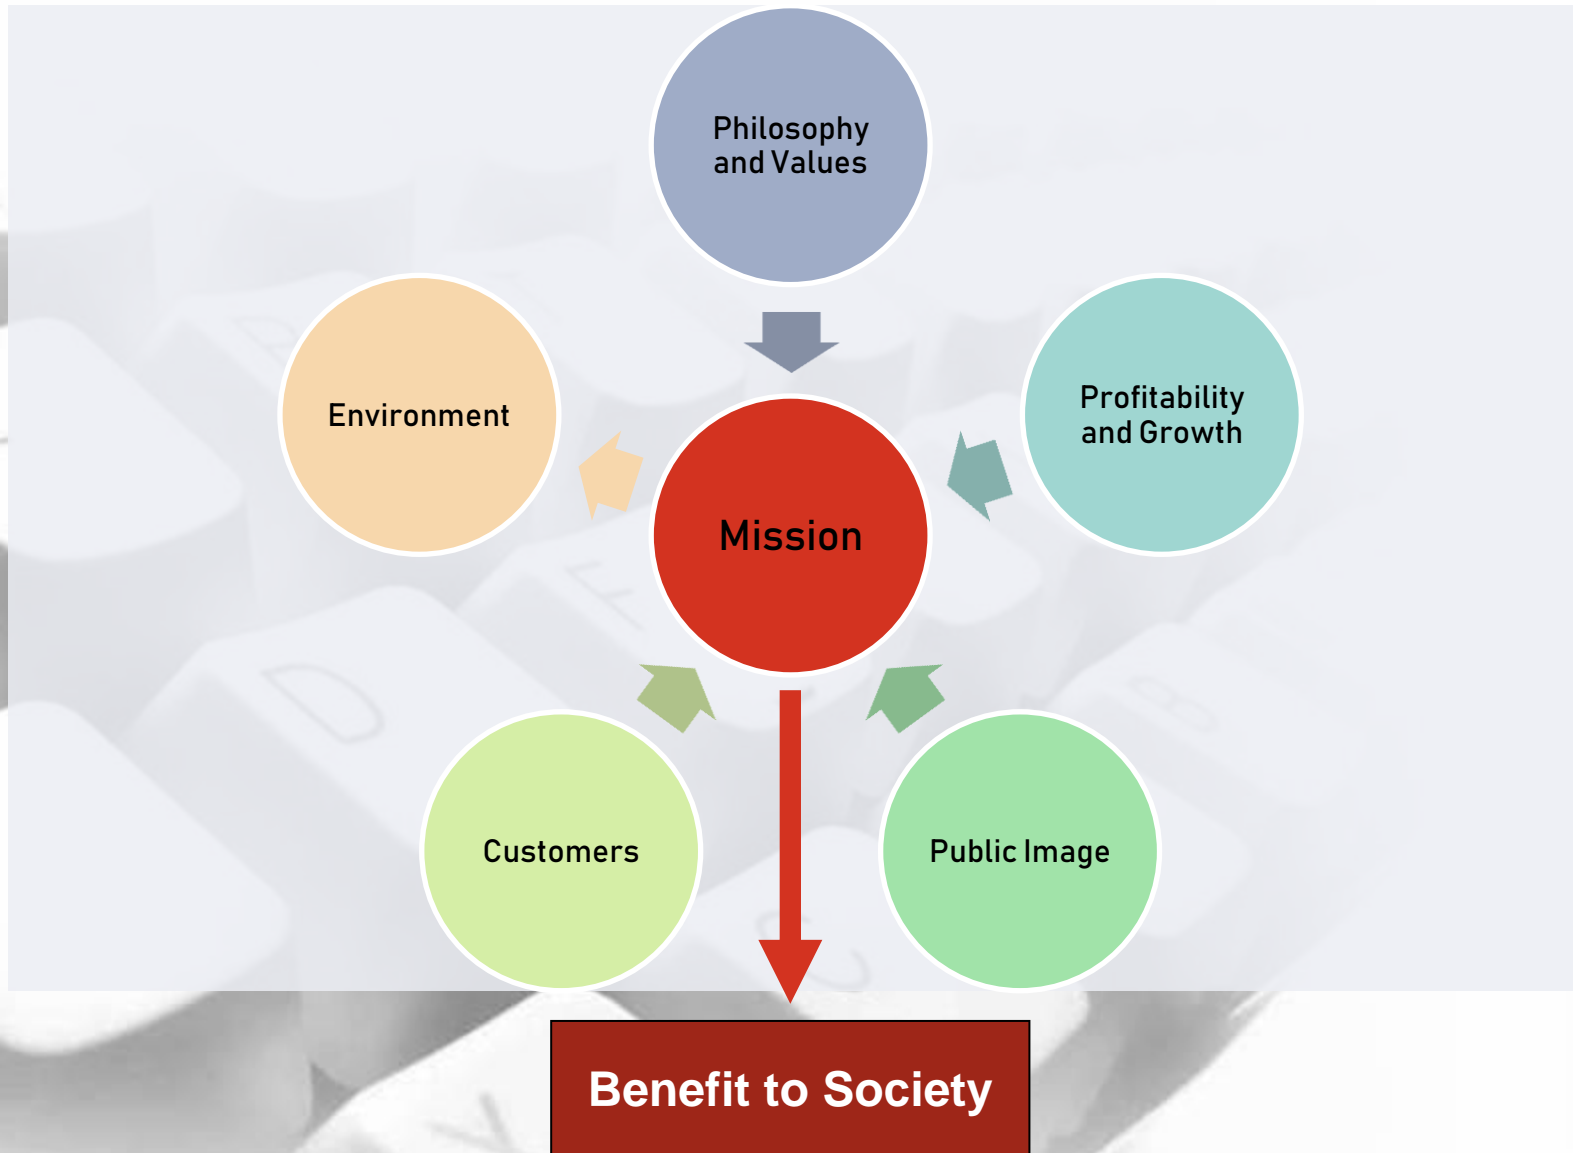 Philosophy
and Values
Environment
Profitability
and Growth
Mission
Customers
Public Image
Benefit to Society